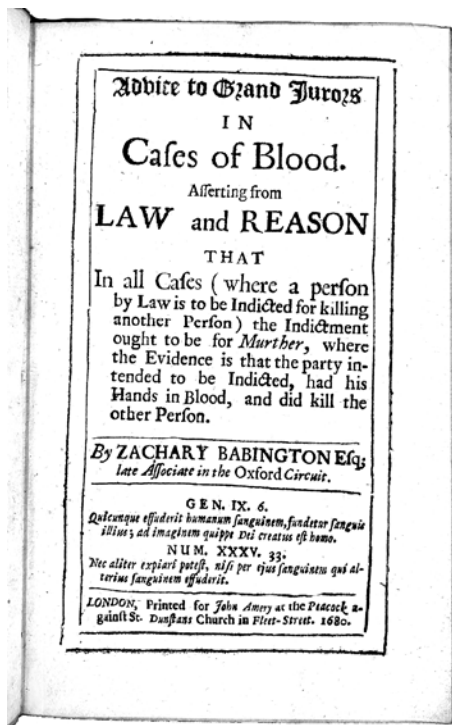 Advice to Grand Jurors
IN
Caſes of Blood.
Aſſerting from
LAW and REASON
THAT
In all Caſes ( where a perſon
by Law is to be Indicted for killing
another Perſon ) the Indictment
ought to be for Murther, where
the Evidence is that the party in-
tended to be Indicted, had his
Hands in Blood, and did kill the
other Perſon.
By ZACHARY BABINGTON Eſq;
late Aſſociate in the Oxford Circuit.
GEN. IX. 6.
Quicunque effuderit humanum ſanguinem, fundetur ſanguis
illius; ad imaginem quippe Dei creatus eſt homo.
NUM. XXXV. 33.
Nec aliter expiari poteſt, niſi per ejus ſanguinem qui al-
terius ſanguinem effuderit.
LONDON, Printed for John Amery at the Peacock a-
gainſt St. Dunſtans Church in Fleet-Street. 1680.